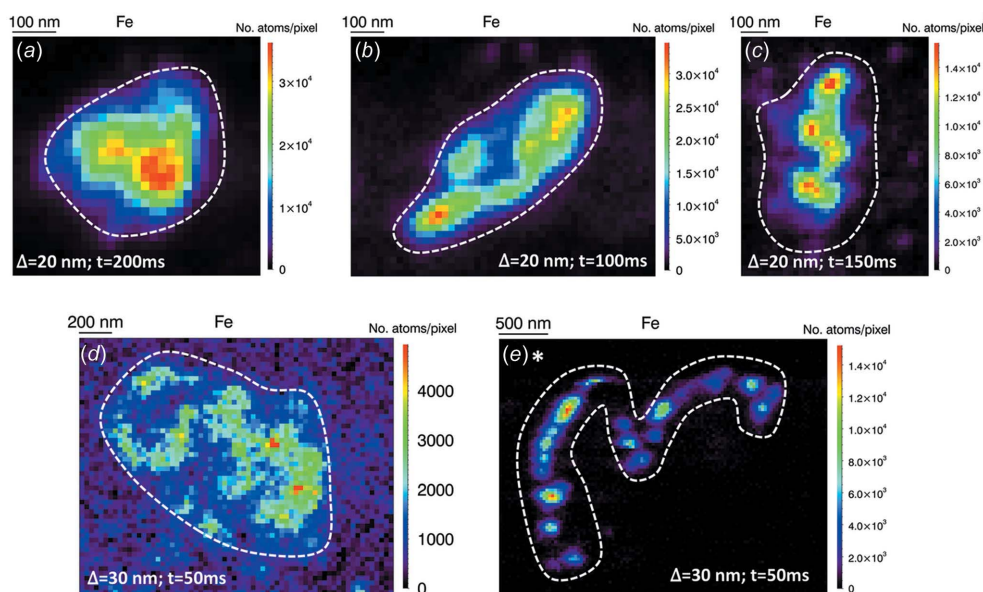 100 nm Fe No. atoms/pixel
(a)
3×10⁴
2×10⁴
1×10⁴
0
Δ=20 nm; t=200ms
100 nm Fe No. atoms/pixel
(b)
3.0×10⁴
2.5×10⁴
2.0×10⁴
1.5×10⁴
1.0×10⁴
5.0×10³
0
Δ=20 nm; t=100ms
100 nm Fe No. atoms/pixel
(c)
1.4×10⁴
1.2×10⁴
1.0×10⁴
8.0×10³
6.0×10³
4.0×10³
2.0×10³
0
Δ=20 nm; t=150ms
200 nm Fe No. atoms/pixel
(d)
4000
3000
2000
1000
0
Δ=30 nm; t=50ms
500 nm Fe No. atoms/pixel
(e)*
1.4×10⁴
1.2×10⁴
1.0×10⁴
8.0×10³
6.0×10³
4.0×10³
2.0×10³
0
Δ=30 nm; t=50ms